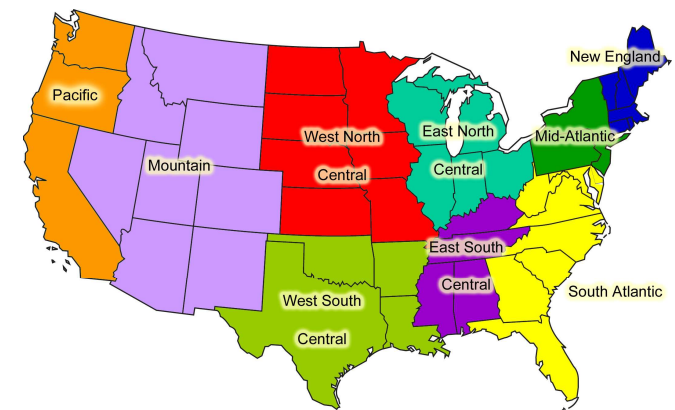 New England
Pacific
West North
Central
East North
Central
Mid-Atlantic
Mountain
East South
Central
South Atlantic
West South
Central